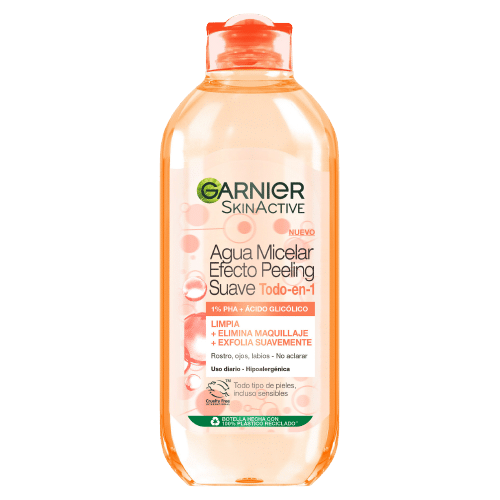 GARNIER
SKINACTIVE
NUEVO
Agua Micelar
Efecto Peeling
Suave Todo-en-1
1% PHA + ÁCIDO GLICÓLICO
LIMPIA
+ ELIMINA MAQUILLAJE
+ EXFOLIA SUAVEMENTE
Rostro, ojos, labios - No aclarar
Uso diario - Hipoalergénica
Todo tipo de pieles,
incluso sensibles
Cruelty Free
BOTELLA HECHA CON
100% PLÁSTICO RECICLADO*